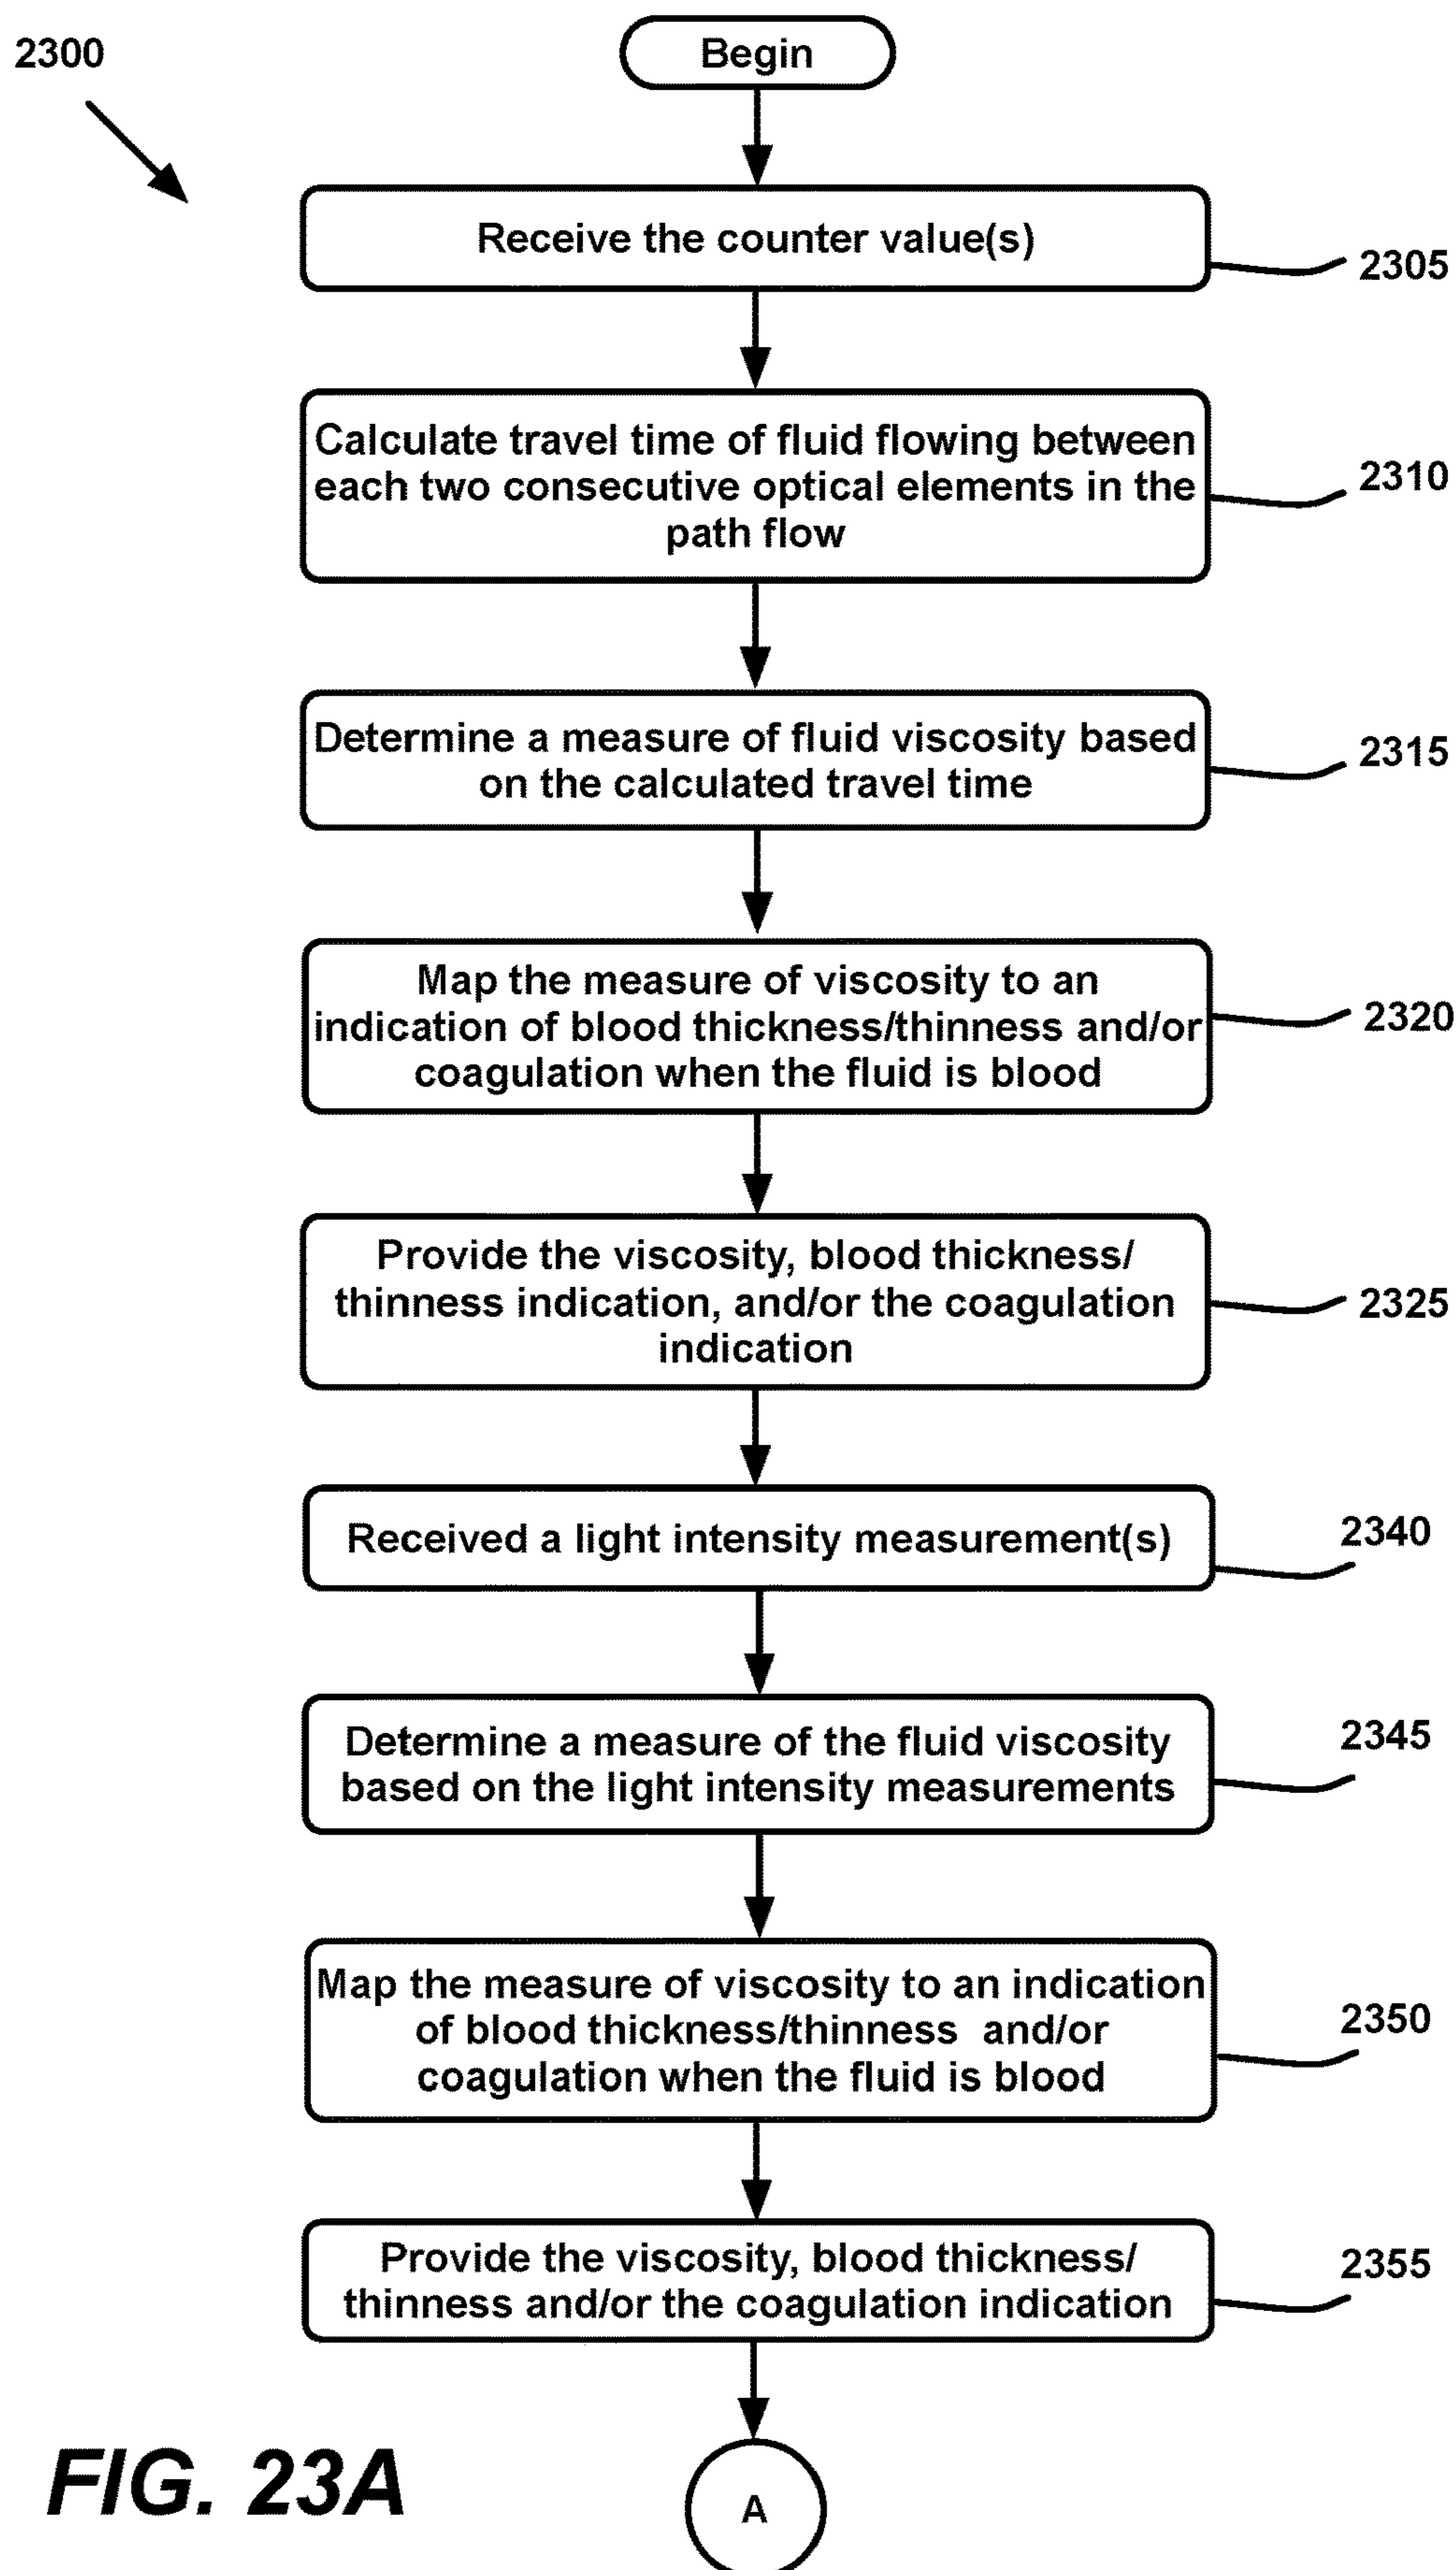 2300
Begin
Receive the counter value(s)
2305
Calculate travel time of fluid flowing between
each two consecutive optical elements in the
path flow
2310
Determine a measure of fluid viscosity based
on the calculated travel time
2315
Map the measure of viscosity to an
indication of blood thickness/thinness and/or
coagulation when the fluid is blood
2320
Provide the viscosity, blood thickness/
thinness indication, and/or the coagulation
indication
2325
Received a light intensity measurement(s)
2340
Determine a measure of the fluid viscosity
based on the light intensity measurements
2345
Map the measure of viscosity to an indication
of blood thickness/thinness and/or
coagulation when the fluid is blood
2350
Provide the viscosity, blood thickness/
thinness and/or the coagulation indication
2355
A
FIG. 23A